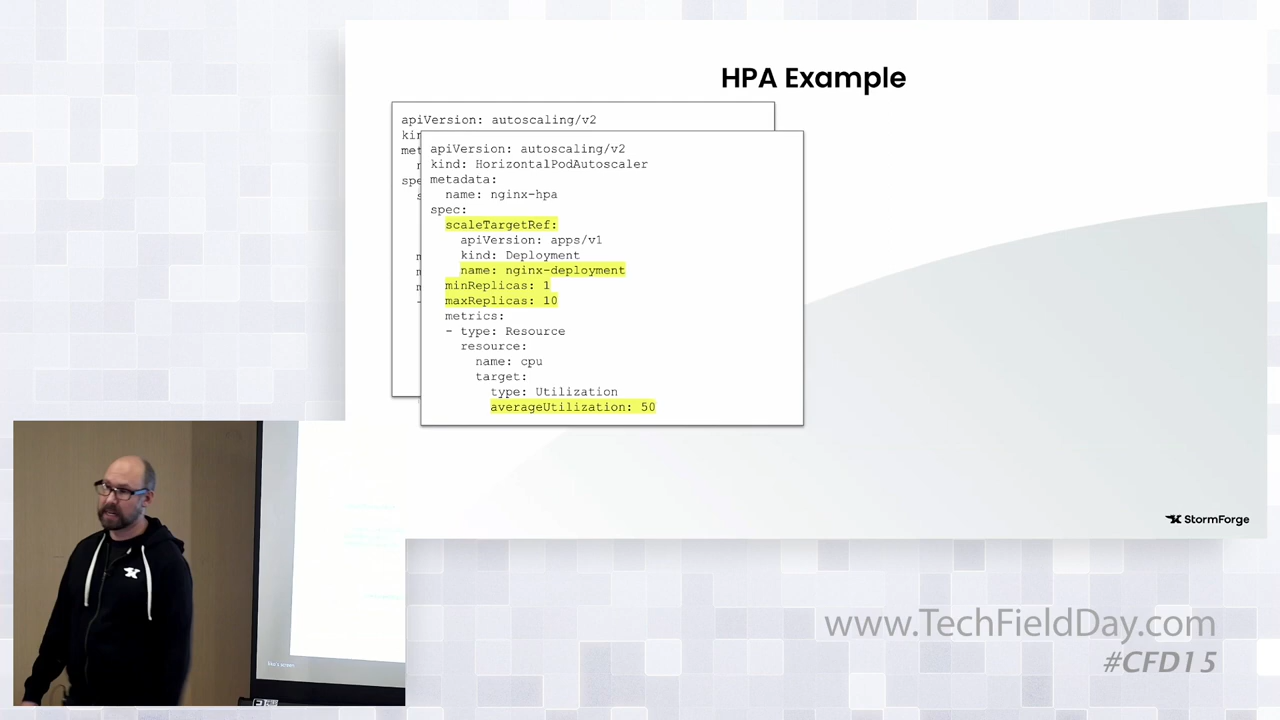 HPA Example
apiVersion: autoscaling/v2
apiVersion: autoscaling/v2
kind: HorizontalPodAutoscaler
metadata:
name: nginx-hpa
spec:
scaleTargetRef:
apiVersion: apps/v1
kind: Deployment
name: nginx-deployment
minReplicas: 1
maxReplicas: 10
metrics:
- type: Resource
resource:
name: cpu
target:
type: Utilization
averageUtilization: 50
StormForge
www.TechFieldDay.com
#CFD15